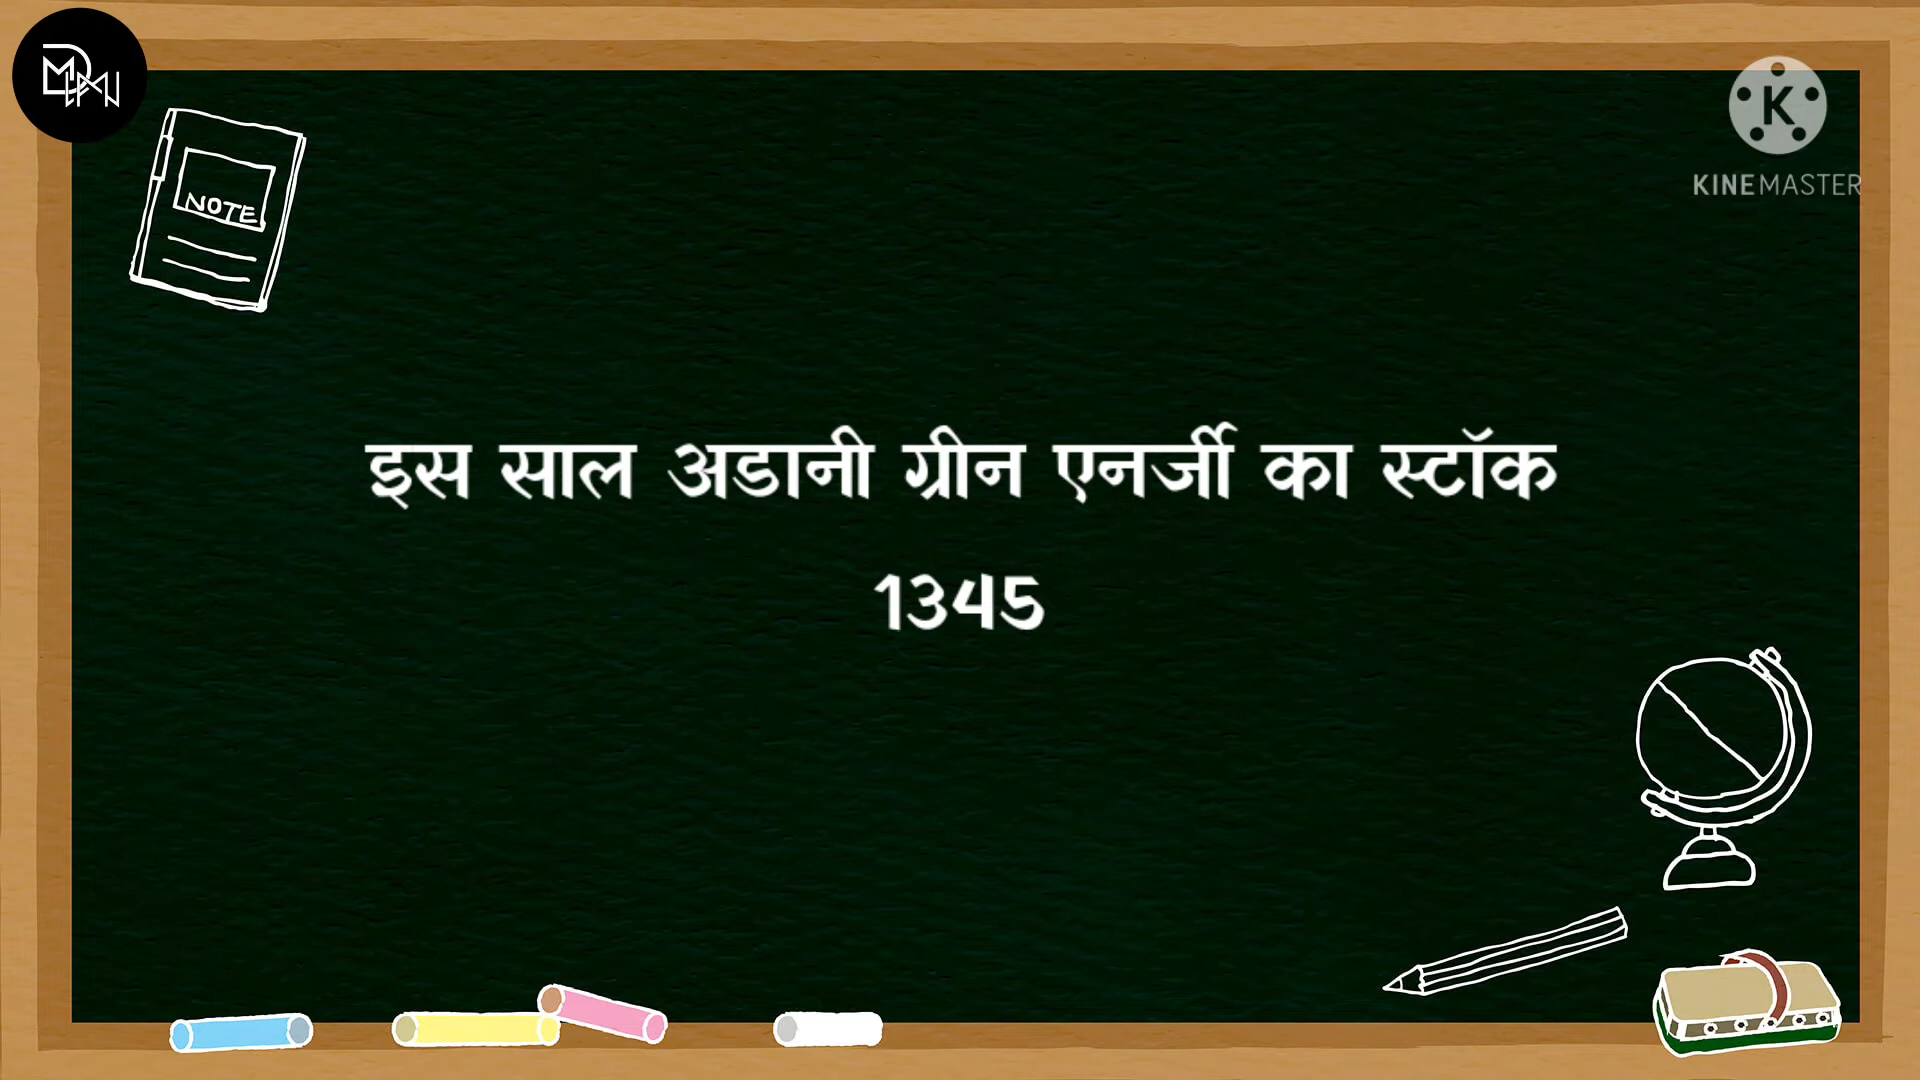 NOTE
KINEMASTER
इस साल अडानी ग्रीन एनर्जी का स्टॉक
1345